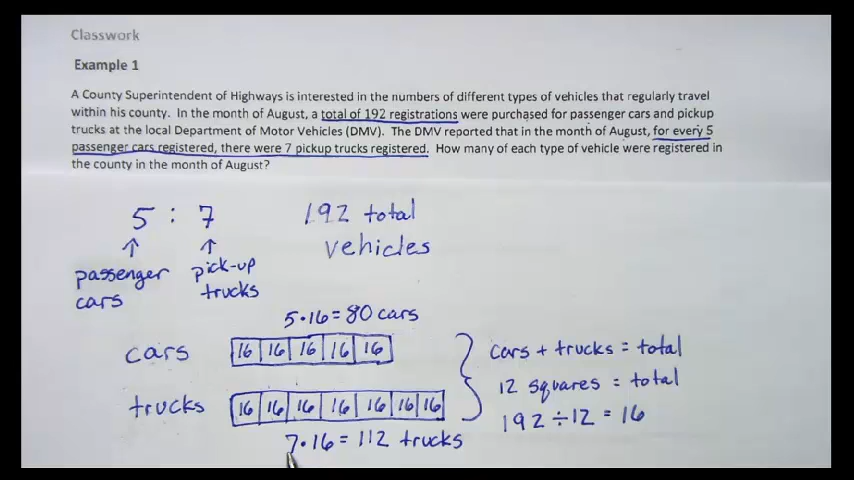 Classwork
Example 1
A County Superintendent of Highways is interested in the numbers of different types of vehicles that regularly travel
within his county. In the month of August, a total of 192 registrations were purchased for passenger cars and pickup
trucks at the local Department of Motor Vehicles (DMV). The DMV reported that in the month of August, for every 5
passenger cars registered, there were 7 pickup trucks registered. How many of each type of vehicle were registered in
the county in the month of August?
5 : 7
192 total
vehicles
↑ ↑
passenger
cars
pick-up
trucks
5·16=80 cars
cars 16 16 16 16 16
trucks 16 16 16 16 16 16 16
7·16=112 trucks
cars + trucks = total
12 squares = total
192÷12=16